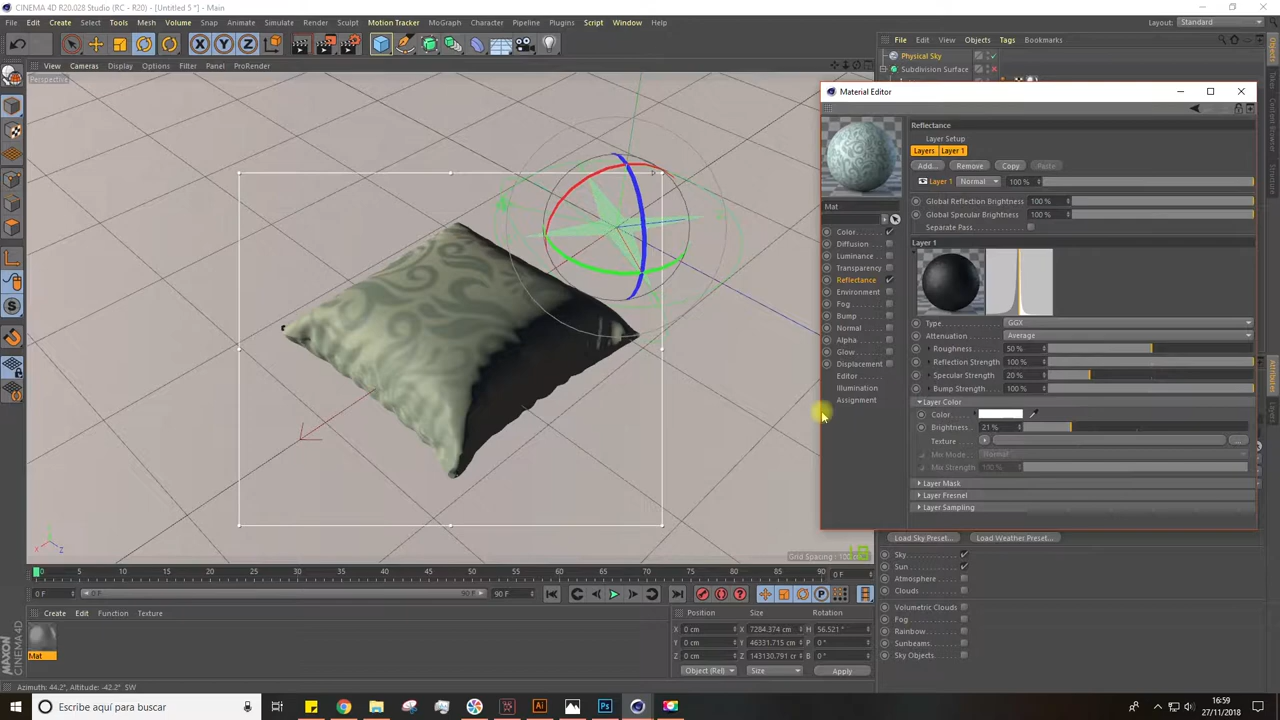 CINEMA 4D R20.028 Studio (RC - R20) - [Untitled 5 *] - Main
File Edit Create Select Tools Mesh Volume Snap Animate Simulate Render Sculpt Motion Tracker MoGraph Character Pipeline Plugins Script Window Help
Layout: Standard
X Y Z
File Edit View Objects Tags Bookmarks
Physical Sky
Subdivision Surface
View Cameras Display Options Filter Panel ProRender
Perspective
Material Editor
Reflectance
Layer Setup
Layers Layer 1
Add... Remove Copy Paste
Layer 1 Normal 100 %
Global Reflection Brightness 100 %
Global Specular Brightness 100 %
Separate Pass
Layer 1
Mat
Color
Diffusion
Luminance
Transparency
Reflectance
Environment
Fog
Bump
Normal
Alpha
Glow
Displacement
Editor
Illumination
Assignment
Type GGX
Attenuation Average
Roughness 50 %
Reflection Strength 100 %
Specular Strength 20 %
Bump Strength 100 %
Layer Color
Color
Brightness 21 %
Texture
Mix Mode Normal
Mix Strength 100 %
Layer Mask
Layer Fresnel
Layer Sampling
Load Sky Preset... Load Weather Preset...
Sky
Sun
Atmosphere
Clouds
Volumetric Clouds
Fog
Rainbow
Sunbeams
Sky Objects
0 5 10 15 20 25 30 35 40 45 50 55 60 65 70 75 80 85 90 0 F
0 F 0 F 90 F 90 F
Create Edit Function Texture
Mat
Position Size Rotation
X 0 cm X 7284.374 cm H 56.521 °
Y 0 cm Y 46331.715 cm P 0 °
Z 0 cm Z 143130.791 cr B 0 °
Object (Rel) Size Apply
MAXON CINEMA4D
Azimuth: 44.2°, Altitude: -42.2° SW
Escribe aquí para buscar
16:59
27/11/2018